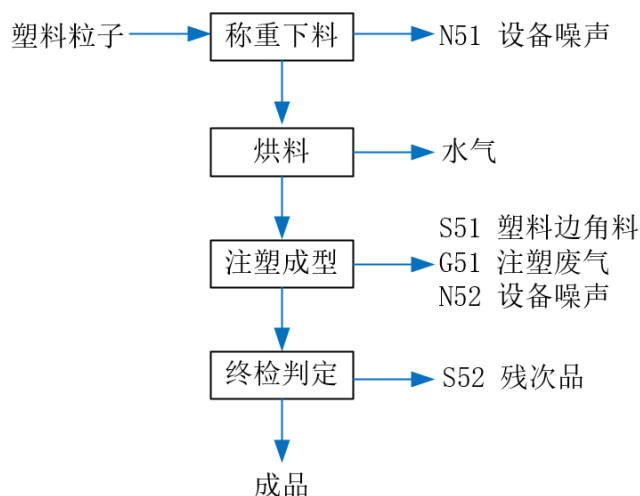 塑料粒子
称重下料
N51 设备噪声
烘料
水气
注塑成型
S51 塑料边角料
G51 注塑废气
N52 设备噪声
终检判定
S52 残次品
成品